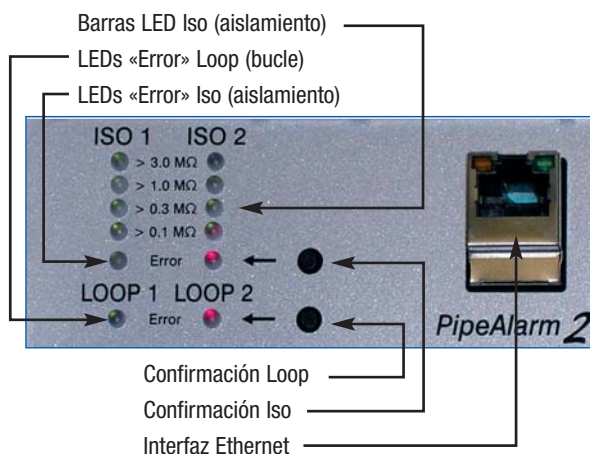 Barras LED Iso (aislamiento)
LEDs «Error» Loop (bucle)
LEDs «Error» Iso (aislamiento)
ISO 1 ISO 2
> 3.0 MΩ
> 1.0 MΩ
> 0.3 MΩ
> 0.1 MΩ
Error
LOOP 1 LOOP 2
Error
PipeAlarm 2
Confirmación Loop
Confirmación Iso
Interfaz Ethernet